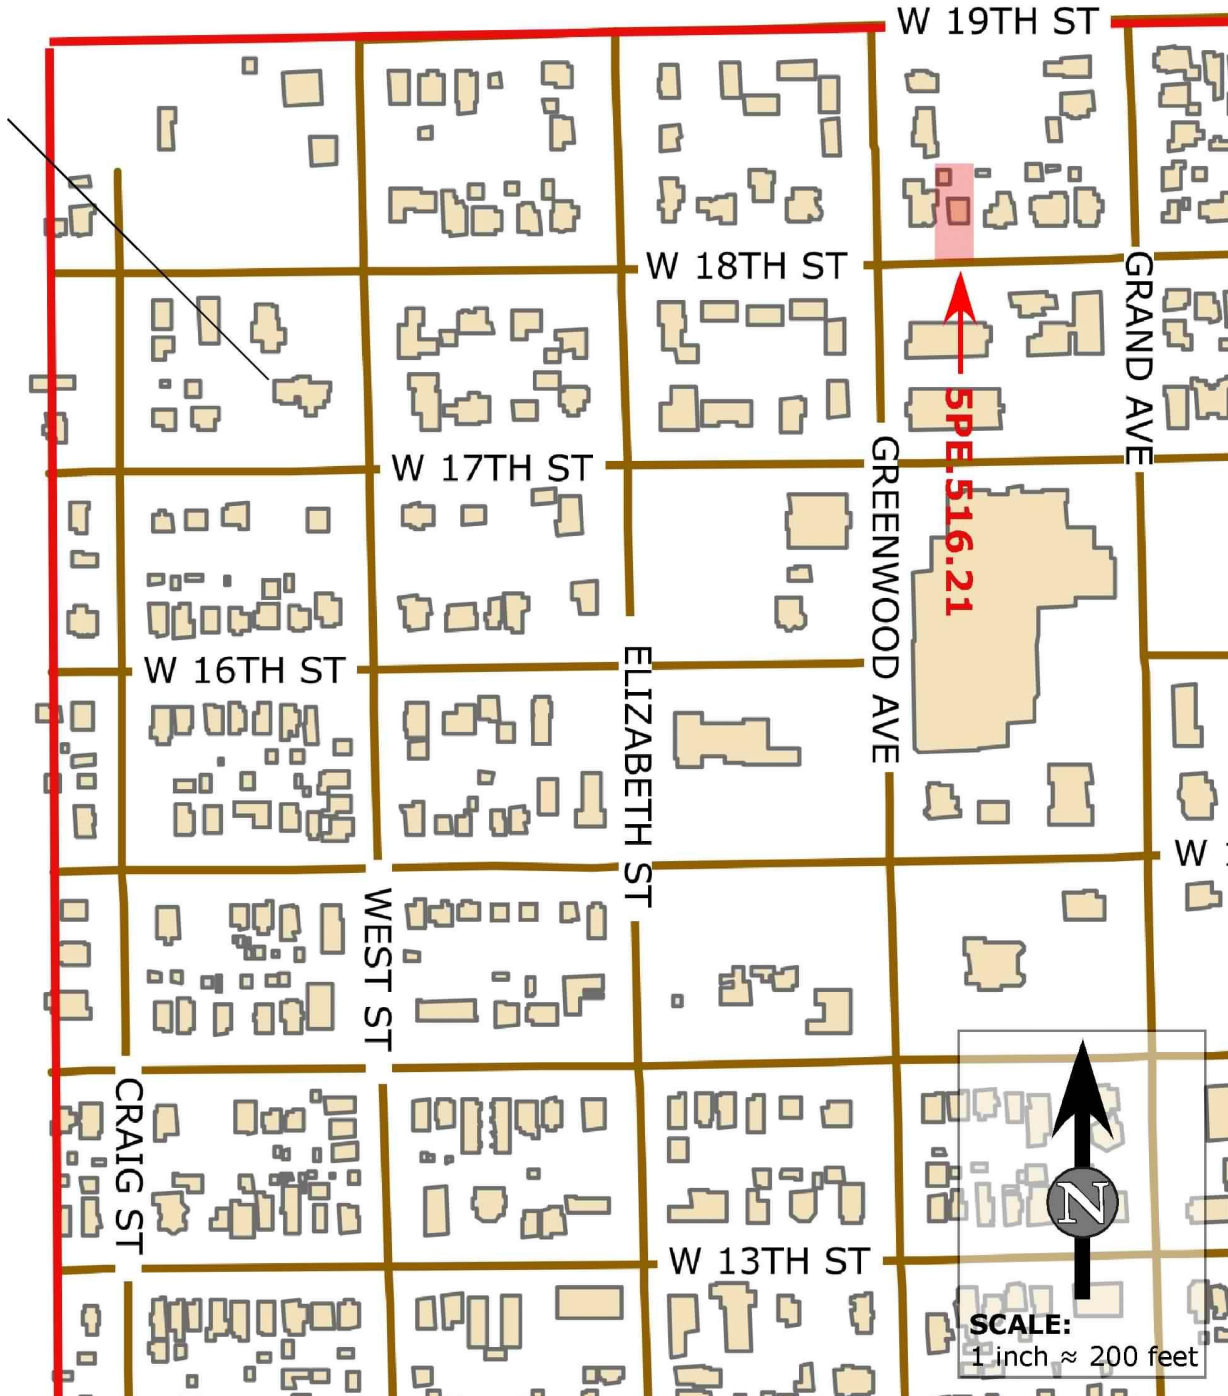 W 19TH ST
W 18TH ST
GRAND AVE
5PE.516.21
W 17TH ST
GREENWOOD AVE
W 16TH ST
ELIZABETH ST
W
WEST ST
CRAIG ST
N
W 13TH ST
SCALE:
1 inch ≈ 200 feet